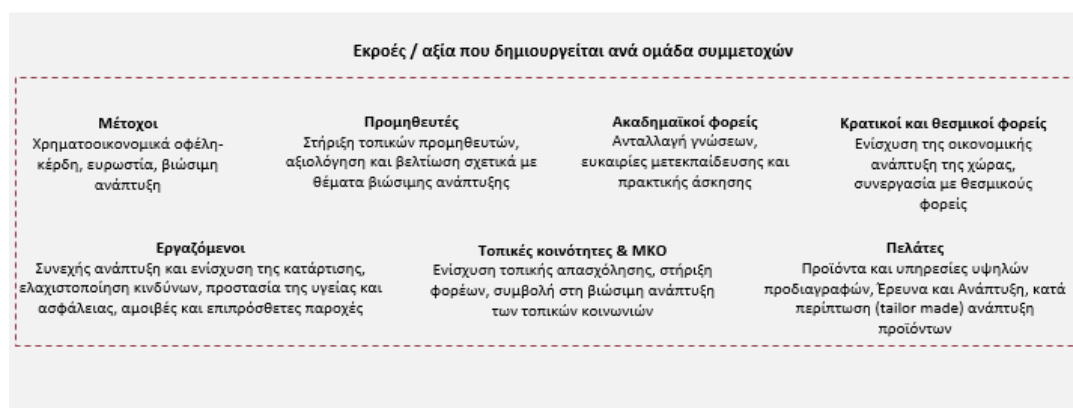 Εκροές / αξία που δημιουργείται ανά ομάδα συμμετοχών
Μέτοχοι
Χρηματοοικονομικά οφέλη-
κέρδη, ευρωστία, βιώσιμη
ανάπτυξη
Προμηθευτές
Στήριξη τοπικών προμηθευτών,
αξιολόγηση και βελτίωση σχετικά με
θέματα βιώσιμης ανάπτυξης
Ακαδημαϊκοί φορείς
Ανταλλαγή γνώσεων,
ευκαιρίες μετεκπαίδευσης και
πρακτικής άσκησης
Κρατικοί και θεσμικοί φορείς
Ενίσχυση της οικονομικής
ανάπτυξη της χώρας,
συνεργασία με θεσμικούς
φορείς
Εργαζόμενοι
Συνεχής ανάπτυξη και ενίσχυση της κατάρτισης,
ελαχιστοποίηση κινδύνων, προστασία της υγείας και
ασφάλειας, αμοιβές και επιπρόσθετες παροχές
Τοπικές κοινότητες & ΜΚΟ
Ενίσχυση τοπικής απασχόλησης, στήριξη
φορέων, συμβολή στη βιώσιμη ανάπτυξη
των τοπικών κοινωνιών
Πελάτες
Προϊόντα και υπηρεσίες υψηλών
προδιαγραφών, Έρευνα και Ανάπτυξη, κατά
περίπτωση (tailor made) ανάπτυξη
προϊόντων